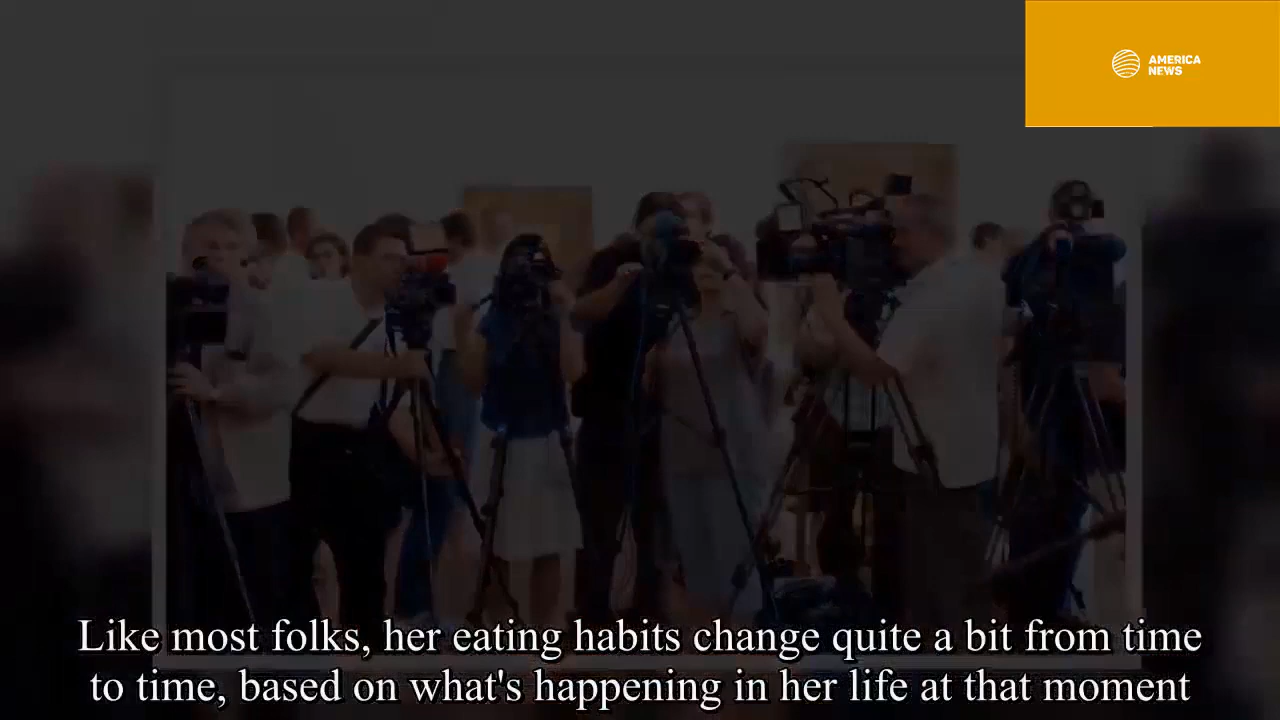 AMERICA
NEWS
Like most folks, her eating habits change quite a bit from time
to time, based on what's happening in her life at that moment